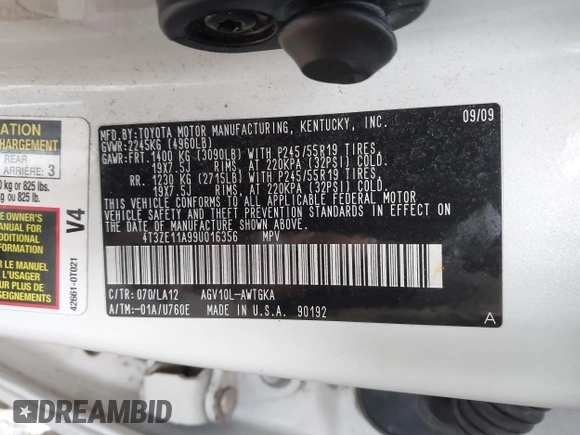 ATION
HARGEMENT
REAR
ARRIÈRE: 3
0 kg or 825 lbs.
kg ou 825 lb.
E OWNER'S
MANUAL FOR
ADDITIONAL
FORMATION
R LE MANUEL
L'USAGER
R PLUS DE
V4
42661-0T021
MFD.BY:TOYOTA MOTOR MANUFACTURING, KENTUCKY, INC. 09/09
GVWR:2245KG (4960LB)
GAWR:FRT. 1400 KG (3090LB) WITH P245/55R19 TIRES,
19X7.5J RIMS, AT 220KPA (32PSI) COLD.
RR. 1230 KG (2715LB) WITH P245/55R19 TIRES,
19X7.5J RIMS, AT 220KPA (32PSI) COLD.
THIS VEHICLE CONFORMS TO ALL APPLICABLE FEDERAL MOTOR
VEHICLE SAFETY AND THEFT PREVENTION STANDARDS IN EFFECT ON
THE DATE OF MANUFACTURE SHOWN ABOVE.
4T3ZE11A99U016356 MPV
C/TR: 070/LA12 AGV10L-AWTGKA
A/TM:-01A/U760E MADE IN U.S.A. 90192
A
DREAMBID